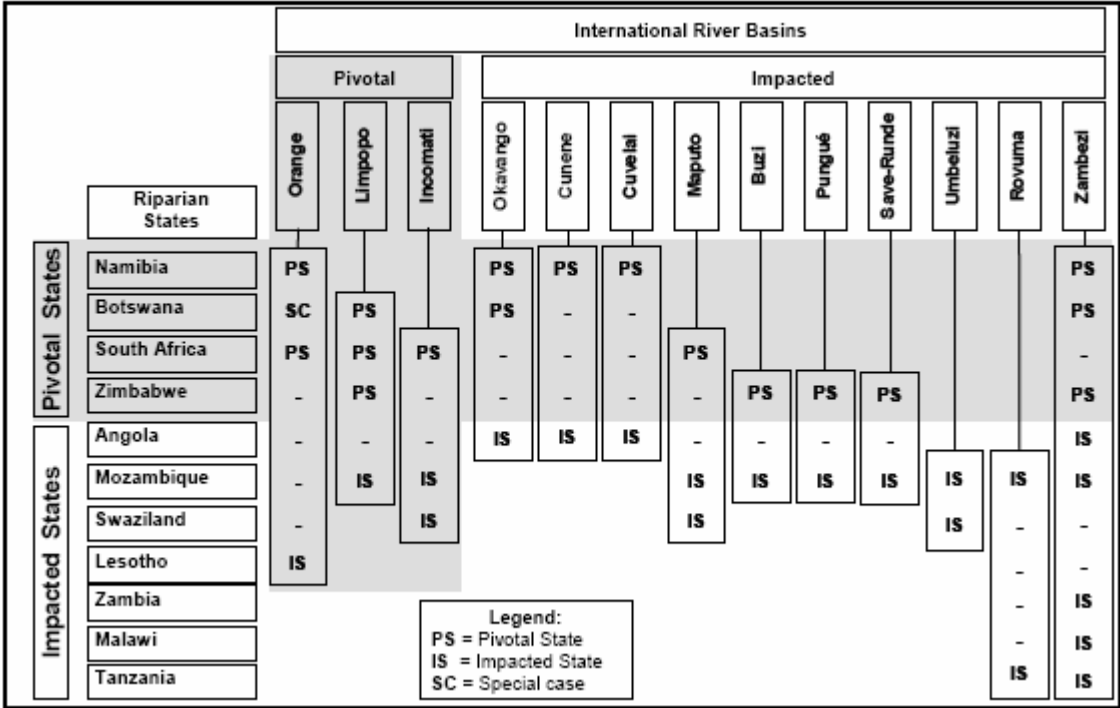 International River Basins
Pivotal Impacted
Orange
Limpopo
Incomati
Okavango
Cunene
Cuvelai
Maputo
Buzi
Pungué
Save-Runde
Umbeluzi
Rovuma
Zambezi
Riparian
States
Pivotal States
Namibia PS PS PS PS PS
Botswana SC PS PS - - PS
South Africa PS PS PS - - - PS -
Zimbabwe - PS - - - - - PS PS PS PS
Impacted States
Angola - - - IS IS IS - - - - IS
Mozambique - IS IS IS IS IS IS IS IS IS
Swaziland - IS IS IS - -
Lesotho IS - -
Zambia - IS
Malawi - IS
Tanzania IS IS
Legend:
PS = Pivotal State
IS = Impacted State
SC = Special case